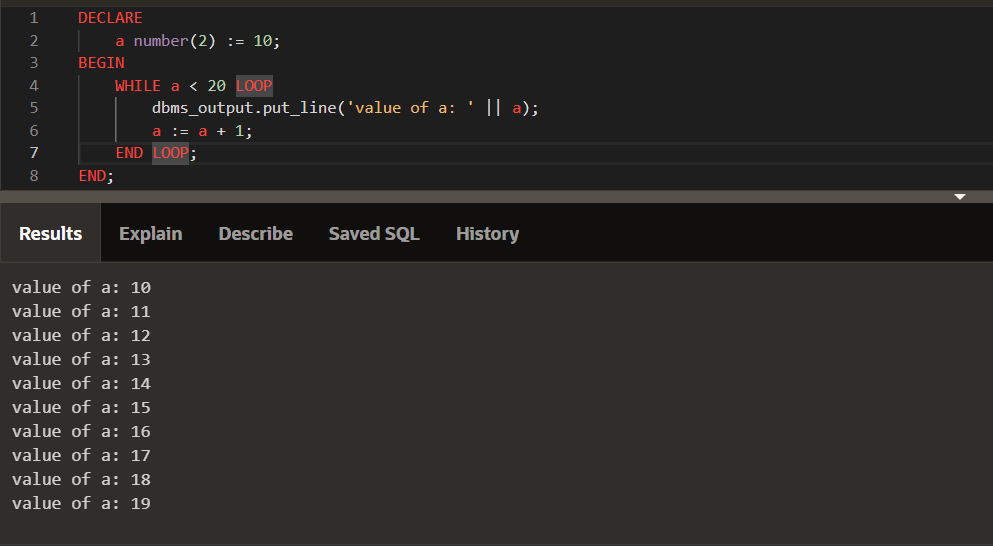 1 DECLARE
2 a number(2) := 10;
3 BEGIN
4 WHILE a < 20 LOOP
5 dbms_output.put_line('value of a: ' || a);
6 a := a + 1;
7 END LOOP;
8 END;
Results Explain Describe Saved SQL History
value of a: 10
value of a: 11
value of a: 12
value of a: 13
value of a: 14
value of a: 15
value of a: 16
value of a: 17
value of a: 18
value of a: 19